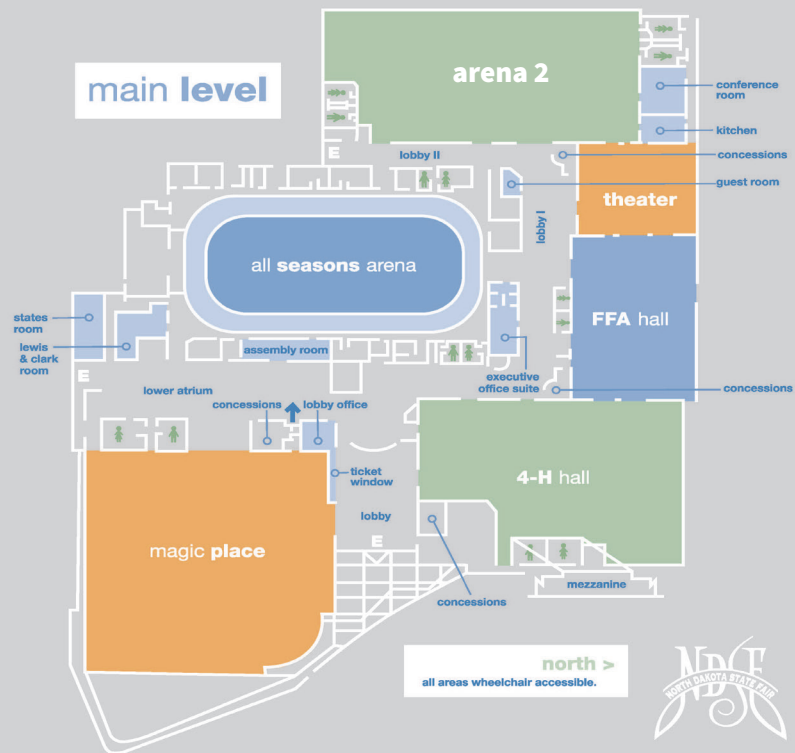 main level
arena 2
conference
room
kitchen
concessions
guest room
theater
E
lobby II
lobby I
all seasons arena
FFA hall
states
room
lewis
& clark
room
assembly room
executive
office suite
concessions
E
lower atrium
concessions
lobby office
ticket
window
4-H hall
lobby
E
magic place
concessions
mezzanine
north >
all areas wheelchair accessible.
NDSF
NORTH DAKOTA STATE FAIR